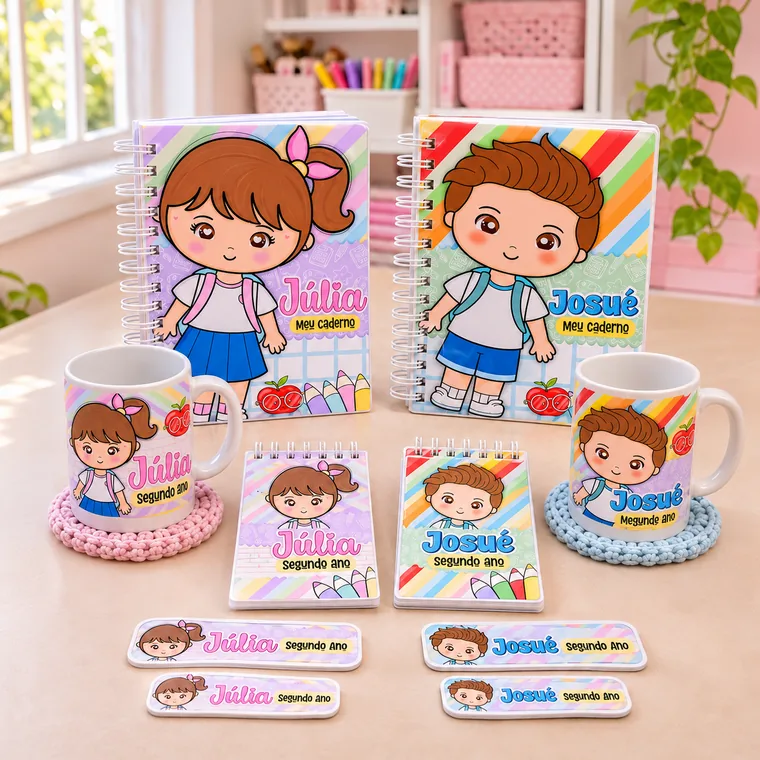 Júlia
Meu caderno
Josué
Meu caderno
Júlia
Segundo ano
Josué
Megunde ano
Júlia
Segundo ano
Josué
Segundo ano
Júlia Segundo Ano
Josué Segundo Ano
Júlia Segundo Ano
Josué Segundo Ano